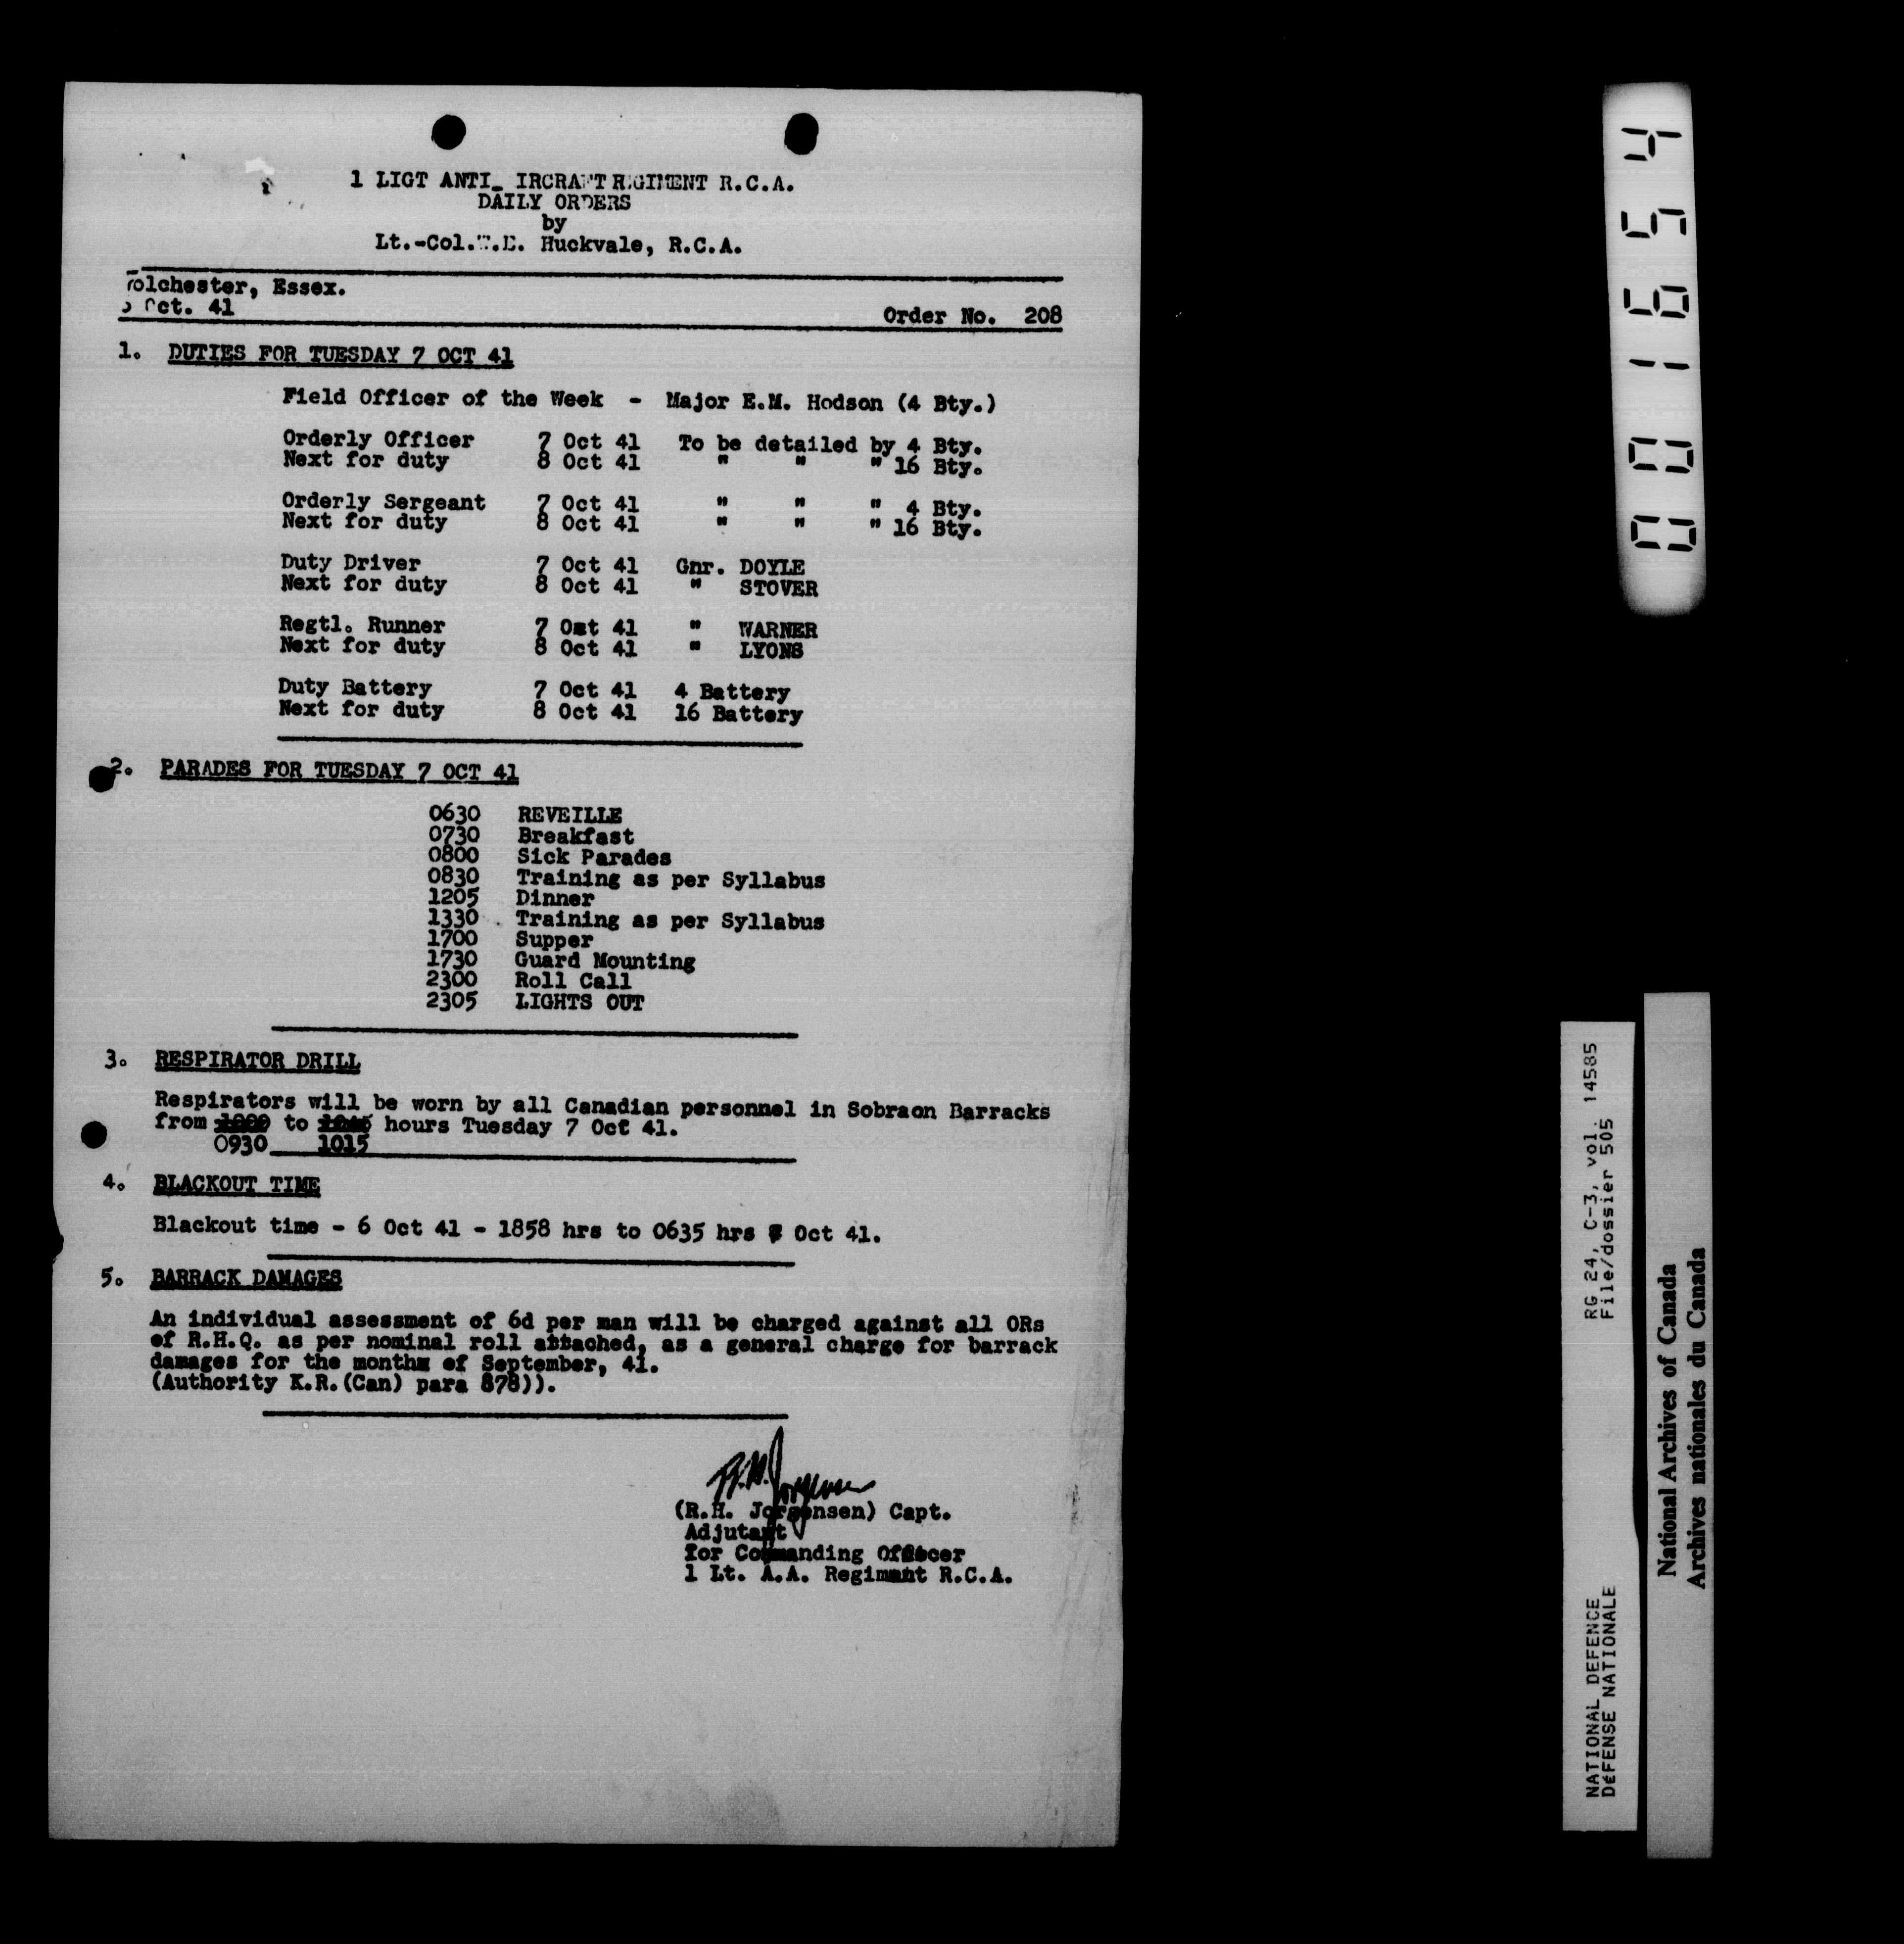 1 LIGT ANTI_ IRCRAFT REGIMENT R.C.A.
DAILY ORDERS
by
Lt.-Col. Huckvale, R.C.A.
Colchester, Essex.
Oct. 41 Order No. 208
1. DUTIES FOR TUESDAY 7 OCT 41
Field Officer of the Week - Major E.M. Hodson (4 Bty.)
Orderly Officer 7 Oct 41 To be detailed by 4 Bty.
Next for duty 8 Oct 41 " " " 16 Bty.
Orderly Sergeant 7 Oct 41 " " " 4 Bty.
Next for duty 8 Oct 41 " " " 16 Bty.
Duty Driver 7 Oct 41 Gnr. DOYLE
Next for duty 8 Oct 41 " STOVER
Regtl. Runner 7 Oat 41 " WARNER
Next for duty 8 Oct 41 " LYONS
Duty Battery 7 Oct 41 4 Battery
Next for duty 8 Oct 41 16 Battery
2. PARADES FOR TUESDAY 7 OCT 41
0630 REVEILLE
0730 Breakfast
0800 Sick Parades
0830 Training as per Syllabus
1205 Dinner
1330 Training as per Syllabus
1700 Supper
1730 Guard Mounting
2300 Roll Call
2305 LIGHTS OUT
3. RESPIRATOR DRILL
Respirators will be worn by all Canadian personnel in Sobraon Barracks
from to hours Tuesday 7 Oct 41.
0930 1015
4. BLACKOUT TIME
Blackout time - 6 Oct 41 - 1858 hrs to 0635 hrs Oct 41.
5. BARRACK DAMAGES
An individual assessment of 6d per man will be charged against all ORs
of R.H.Q. as per nominal roll attached, as a general charge for barrack
damages for the month of September, 41.
(Authority K.R.(Can) para 878)).
R.H. Jorgensen
(R.H. Jorgensen) Capt.
Adjutant
for Commanding Officer
1 Lt. A.A. Regimant R.C.A.
001654
NATIONAL DEFENCE RG 24, C-3, vol. 14585
DÉFENSE NATIONALE File/dossier 505
National Archives of Canada
Archives nationales du Canada